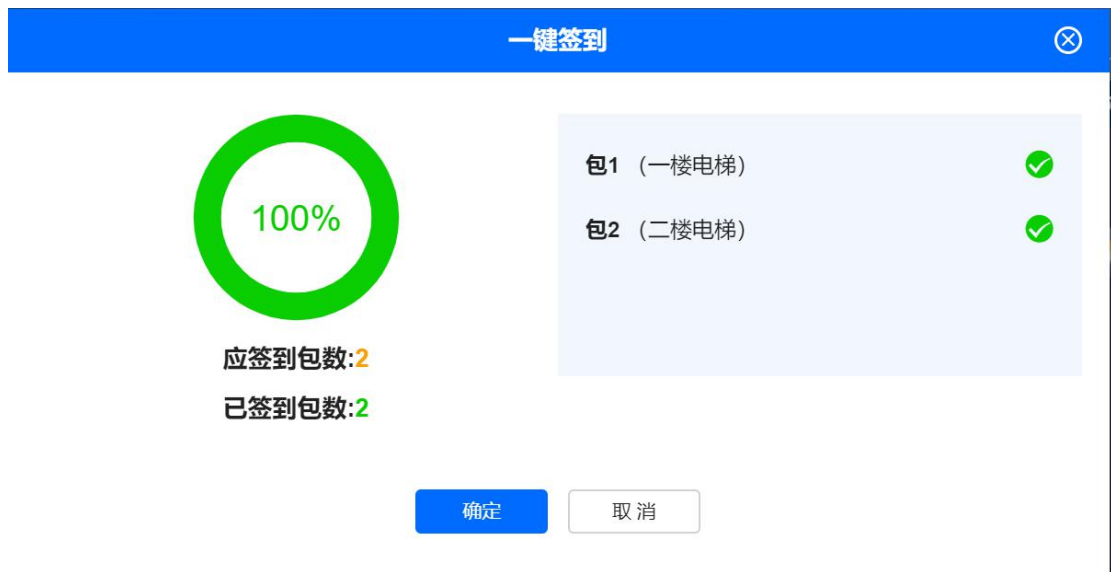 一键签到
100%
应签到包数:2
已签到包数:2
包1 （一楼电梯）
包2 （二楼电梯）
确定
取消